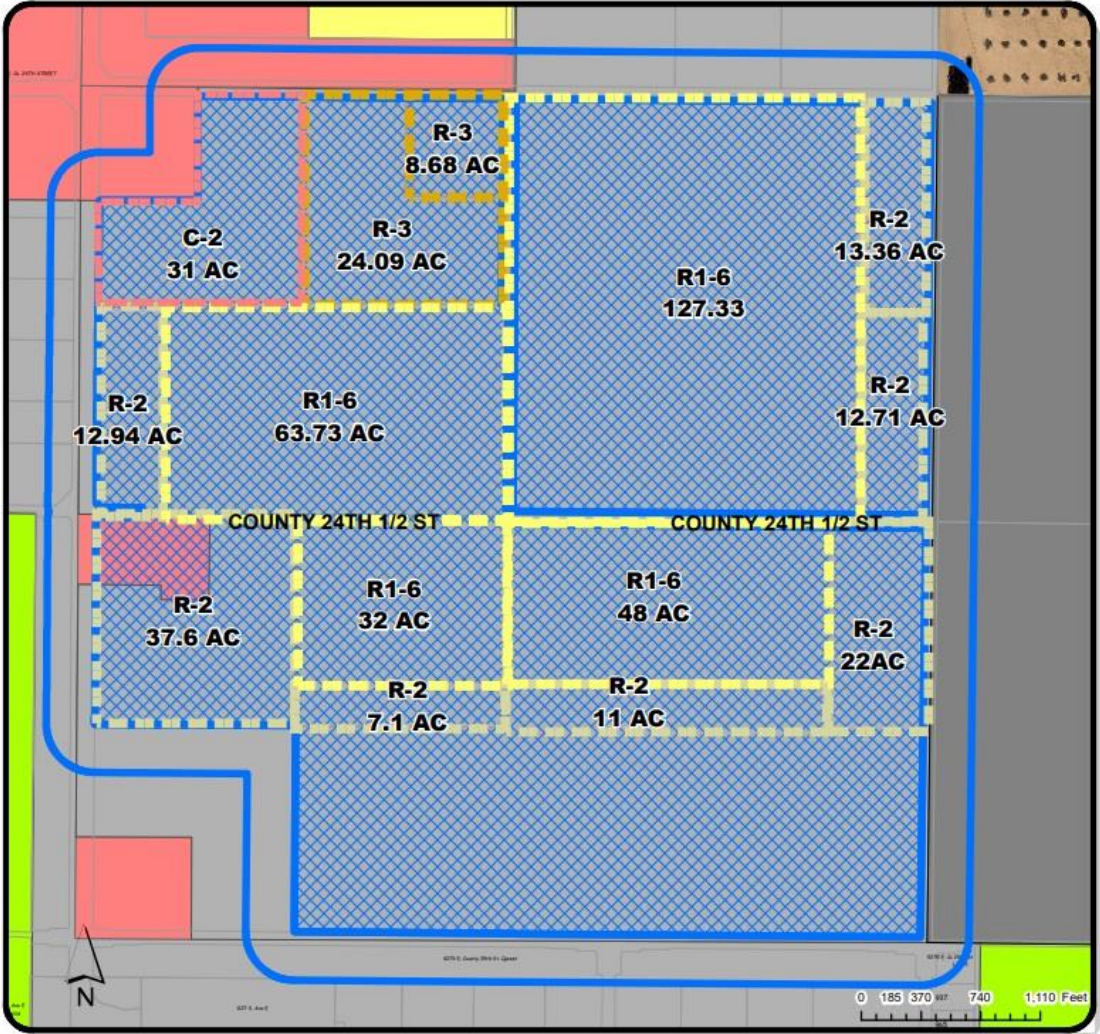 R-3
8.68 AC
C-2
31 AC
R-3
24.09 AC
R-2
13.36 AC
R1-6
127.33
R-2
12.94 AC
R1-6
63.73 AC
R-2
12.71 AC
COUNTY 24TH 1/2 ST
COUNTY 24TH 1/2 ST
R-2
37.6 AC
R1-6
32 AC
R1-6
48 AC
R-2
22AC
R-2
7.1 AC
R-2
11 AC
N
0 185 370 740 1,110 Feet